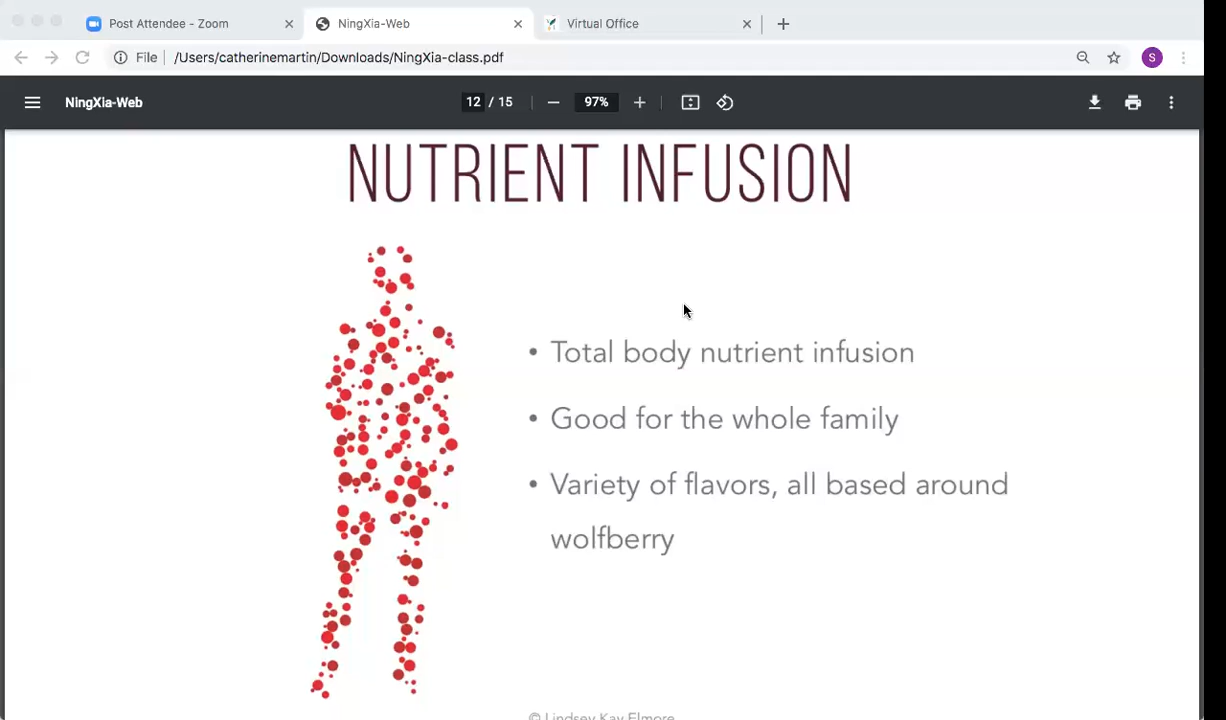 Post Attendee - Zoom
NingXia-Web
Virtual Office
File
/Users/catherinemartin/Downloads/NingXia-class.pdf
S
NingXia-Web
12 / 15
97%
NUTRIENT INFUSION
• Total body nutrient infusion
• Good for the whole family
• Variety of flavors, all based around
wolfberry
© Lindsey Kay Elmore